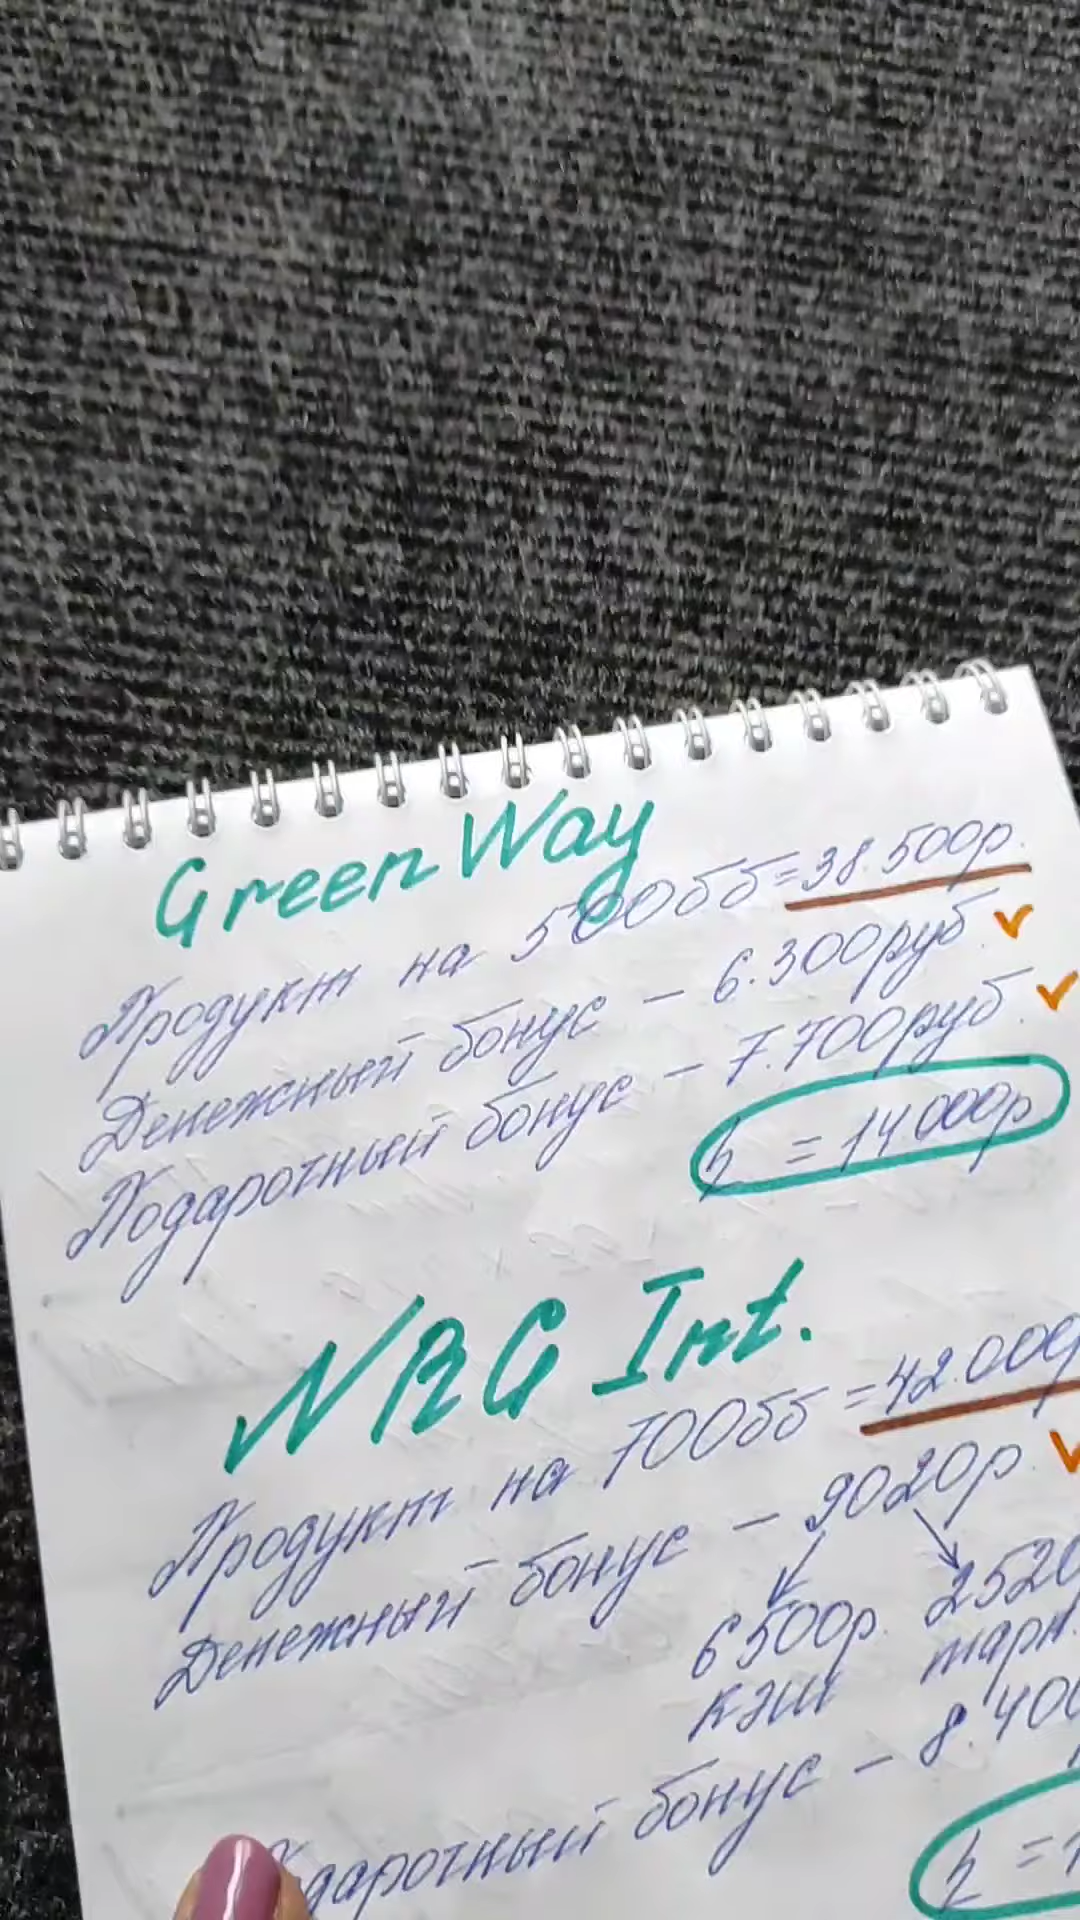 Green Way
Продукт на 500бб = 38.500р.
Денежный бонус – 6.300руб.
Подарочный бонус – 7.700руб.
= 14 000р
NRG Int.
Продукт на 700бб = 42.000
Денежный бонус – 9020р.
6500р. 2520
кэш
бонус – 8.400
=